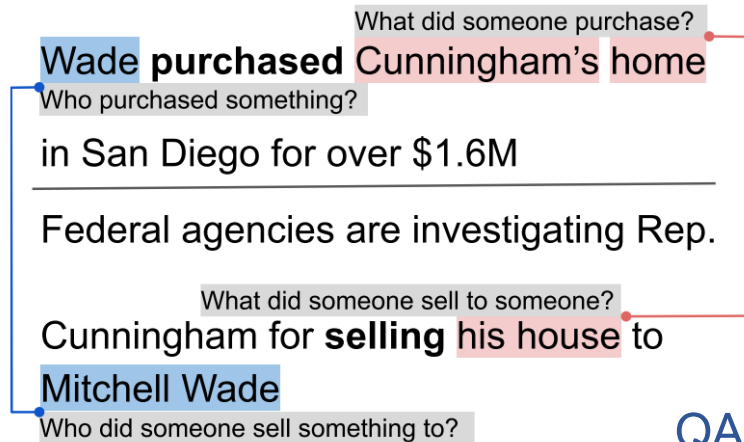 What did someone purchase?
Wade purchased Cunningham's home
Who purchased something?
in San Diego for over $1.6M
Federal agencies are investigating Rep.
What did someone sell to someone?
Cunningham for selling his house to
Mitchell Wade
Who did someone sell something to?
QA